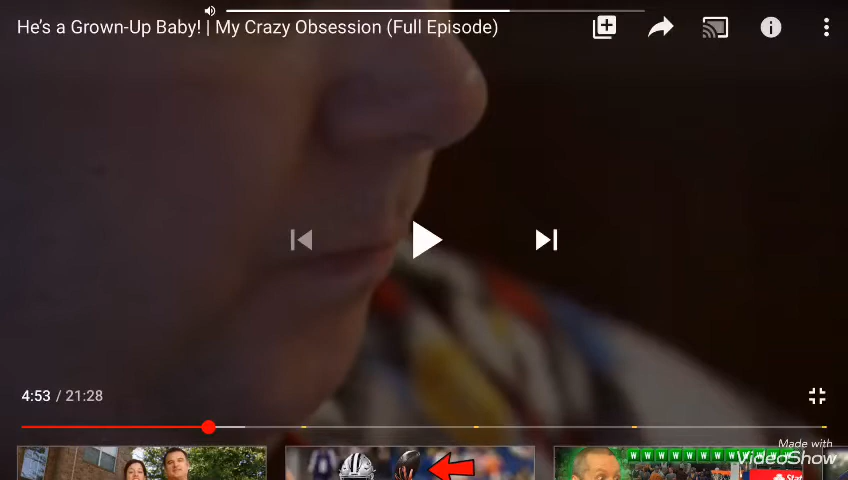 He's a Grown-Up Baby! | My Crazy Obsession (Full Episode)
4:53 / 21:28
Made with
VideoShow
W W W W W W W W W W W W